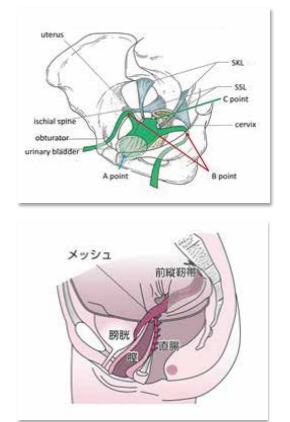 uterus
SKL
SSL
C point
ischial spine
cervix
obturator
urinary bladder
A point
B point
メッシュ
前縦靭帯
膀胱
直腸
腟